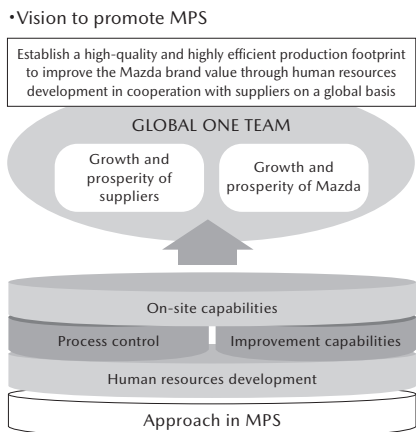 •Vision to promote MPS
Establish a high-quality and highly efficient production footprint
to improve the Mazda brand value through human resources
development in cooperation with suppliers on a global basis
GLOBAL ONE TEAM
Growth and
prosperity of
suppliers
Growth and
prosperity of Mazda
On-site capabilities
Process control
Improvement capabilities
Human resources development
Approach in MPS